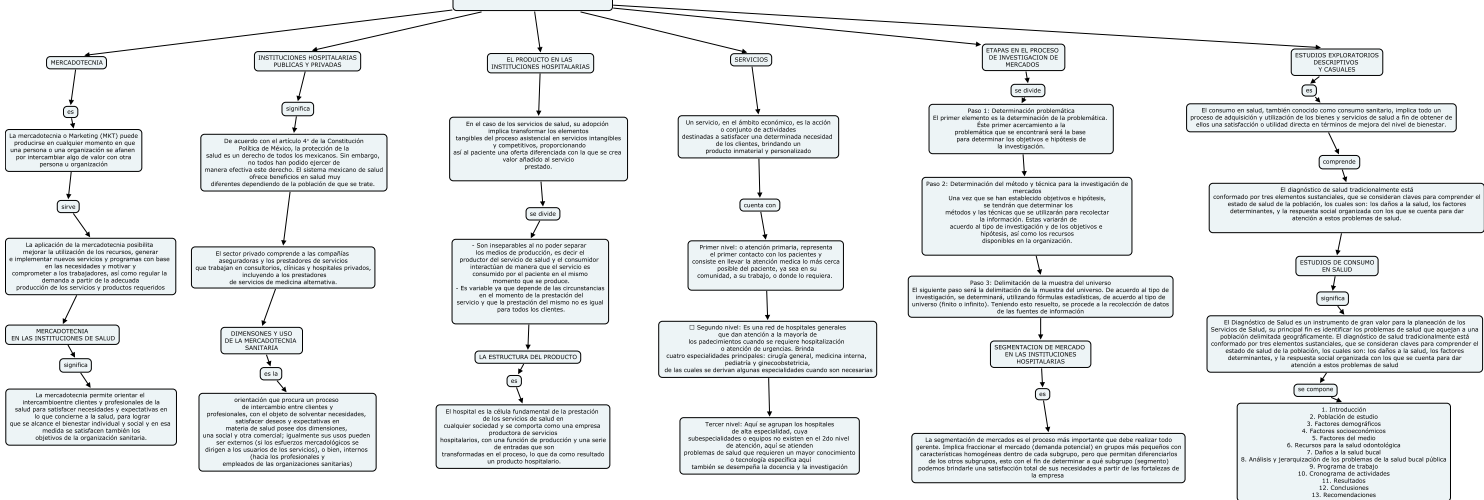 MERCADOTECNIA
es
La mercadotecnia o Marketing (MKT) puede
producirse en cualquier momento en que
una persona o una organización se afanen
por intercambiar algo de valor con otra
persona u organización
sirve
La aplicación de la mercadotecnia posibilita
mejorar la utilización de los recursos, generar
e implementar nuevos servicios y programas con base
en las necesidades y motivar y
comprometer a los trabajadores, así como regular la
demanda a partir de la adecuada
producción de los servicios y productos requeridos
MERCADOTECNIA
EN LAS INSTITUCIONES DE SALUD
significa
La mercadotecnia permite orientar el
intercambioentre clientes y profesionales de la
salud para satisfacer necesidades y expectativas en
lo que concierne a la salud, para lograr
que se alcance el bienestar individual y social y en esa
medida se satisfacen también los
objetivos de la organización sanitaria.
INSTITUCIONES HOSPITALARIAS
PUBLICAS Y PRIVADAS
significa
De acuerdo con el artículo 4° de la Constitución
Política de México, la protección de la
salud es un derecho de todos los mexicanos. Sin embargo,
no todos han podido ejercer de
manera efectiva este derecho. El sistema mexicano de salud
ofrece beneficios en salud muy
diferentes dependiendo de la población de que se trate.
El sector privado comprende a las compañías
aseguradoras y los prestadores de servicios
que trabajan en consultorios, clínicas y hospitales privados,
incluyendo a los prestadores
de servicios de medicina alternativa.
DIMENSONES Y USO
DE LA MERCADOTECNIA
SANITARIA
es la
orientación que procura un proceso
de intercambio entre clientes y
profesionales, con el objeto de solventar necesidades,
satisfacer deseos y expectativas en
materia de salud posee dos dimensiones,
una social y otra comercial; igualmente sus usos pueden
ser externos (si los esfuerzos mercadológicos se
dirigen a los usuarios de los servicios), o bien, internos
(hacia los profesionales y
empleados de las organizaciones sanitarias)
EL PRODUCTO EN LAS
INSTITUCIONES HOSPITALARIAS
En el caso de los servicios de salud, su adopción
implica transformar los elementos
tangibles del proceso asistencial en servicios intangibles
y competitivos, proporcionando
así al paciente una oferta diferenciada con la que se crea
valor añadido al servicio
prestado.
se divide
- Son inseparables al no poder separar
los medios de producción, es decir el
productor del servicio de salud y el consumidor
interactúan de manera que el servicio es
consumido por el paciente en el mismo
momento que se produce.
- Es variable ya que depende de las circunstancias
en el momento de la prestación del
servicio y que la prestación del mismo no es igual
para todos los clientes.
LA ESTRUCTURA DEL PRODUCTO
es
El hospital es la célula fundamental de la prestación
de los servicios de salud en
cualquier sociedad y se comporta como una empresa
productora de servicios
hospitalarios, con una función de producción y una serie
de entradas que son
transformadas en el proceso, lo que da como resultado
un producto hospitalario.
SERVICIOS
Un servicio, en el ámbito económico, es la acción
o conjunto de actividades
destinadas a satisfacer una determinada necesidad
de los clientes, brindando un
producto inmaterial y personalizado
cuenta con
Primer nivel: o atención primaria, representa
el primer contacto con los pacientes y
consiste en llevar la atención medica lo más cerca
posible del paciente, ya sea en su
comunidad, a su trabajo, o donde lo requiera.
□ Segundo nivel: Es una red de hospitales generales
que dan atención a la mayoría de
los padecimientos cuando se requiere hospitalización
o atención de urgencias. Brinda
cuatro especialidades principales: cirugía general, medicina interna,
pediatría y ginecobstetricia,
de las cuales se derivan algunas especialidades cuando son necesarias
Tercer nivel: Aquí se agrupan los hospitales
de alta especialidad, cuya
subespecialidades o equipos no existen en el 2do nivel
de atención, aquí se atienden
problemas de salud que requieren un mayor conocimiento
o tecnología específica aquí
también se desempeña la docencia y la investigación
ETAPAS EN EL PROCESO
DE INVESTIGACION DE
MERCADOS
se divide
Paso 1: Determinación problemática
El primer elemento es la determinación de la problemática.
Éste primer acercamiento a la
problemática que se encontrará será la base
para determinar los objetivos e hipótesis de
la investigación.
Paso 2: Determinación del método y técnica para la investigación de
mercados
Una vez que se han establecido objetivos e hipótesis,
se tendrán que determinar los
métodos y las técnicas que se utilizarán para recolectar
la información. Estas variarán de
acuerdo al tipo de investigación y de los objetivos e
hipótesis, así como los recursos
disponibles en la organización.
Paso 3: Delimitación de la muestra del universo
El siguiente paso será la delimitación de la muestra del universo. De acuerdo al tipo de
investigación, se determinará, utilizando fórmulas estadísticas, de acuerdo al tipo de
universo (finito o infinito). Teniendo esto resuelto, se procede a la recolección de datos
de las fuentes de información
SEGMENTACION DE MERCADO
EN LAS INSTITUCIONES
HOSPITALARIAS
es
La segmentación de mercados es el proceso más importante que debe realizar todo
gerente. Implica fraccionar el mercado (demanda potencial) en grupos más pequeños con
características homogéneas dentro de cada subgrupo, pero que permitan diferenciarlos
de los otros subgrupos, esto con el fin de determinar a qué subgrupo (segmento)
podemos brindarle una satisfacción total de sus necesidades a partir de las fortalezas de
la empresa
ESTUDIOS EXPLORATORIOS
DESCRIPTIVOS
Y CASUALES
es
El consumo en salud, también conocido como consumo sanitario, implica todo un
proceso de adquisición y utilización de los bienes y servicios de salud a fin de obtener de
ellos una satisfacción o utilidad directa en términos de mejora del nivel de bienestar.
comprende
El diagnóstico de salud tradicionalmente está
conformado por tres elementos sustanciales, que se consideran claves para comprender el
estado de salud de la población, los cuales son: los daños a la salud, los factores
determinantes, y la respuesta social organizada con los que se cuenta para dar
atención a estos problemas de salud.
ESTUDIOS DE CONSUMO
EN SALUD
significa
El Diagnóstico de Salud es un instrumento de gran valor para la planeación de los
Servicios de Salud, su principal fin es identificar los problemas de salud que aquejan a una
población delimitada geográficamente. El diagnóstico de salud tradicionalmente está
conformado por tres elementos sustanciales, que se consideran claves para comprender el
estado de salud de la población, los cuales son: los daños a la salud, los factores
determinantes, y la respuesta social organizada con los que se cuenta para dar
atención a estos problemas de salud
se compone
1. Introducción
2. Población de estudio
3. Factores demográficos
4. Factores socioeconómicos
5. Factores del medio
6. Recursos para la salud odontológica
7. Daños a la salud bucal
8. Análisis y jerarquización de los problemas de la salud bucal pública
9. Programa de trabajo
10. Cronograma de actividades
11. Resultados
12. Conclusiones
13. Recomendaciones